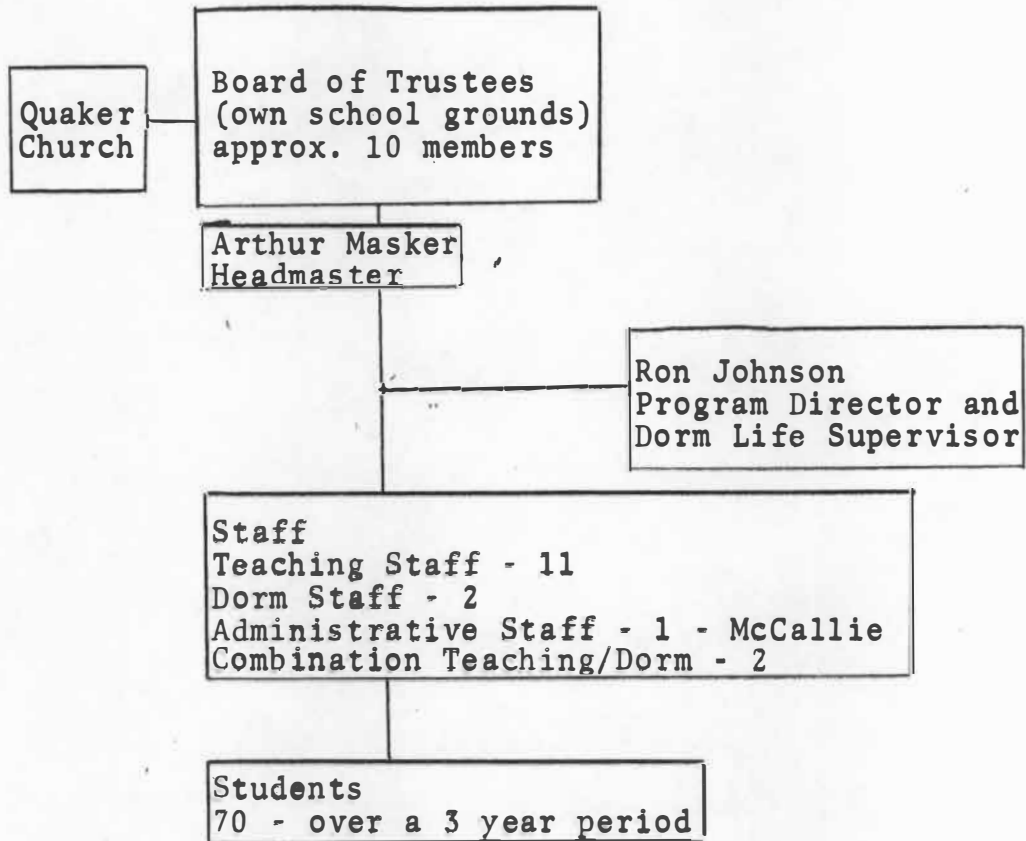 Quaker
Church
Board of Trustees
(own school grounds)
approx. 10 members
Arthur Masker
Headmaster
Ron Johnson
Program Director and
Dorm Life Supervisor
Staff
Teaching Staff - 11
Dorm Staff - 2
Administrative Staff - 1 - McCallie
Combination Teaching/Dorm - 2
Students
70 - over a 3 year period